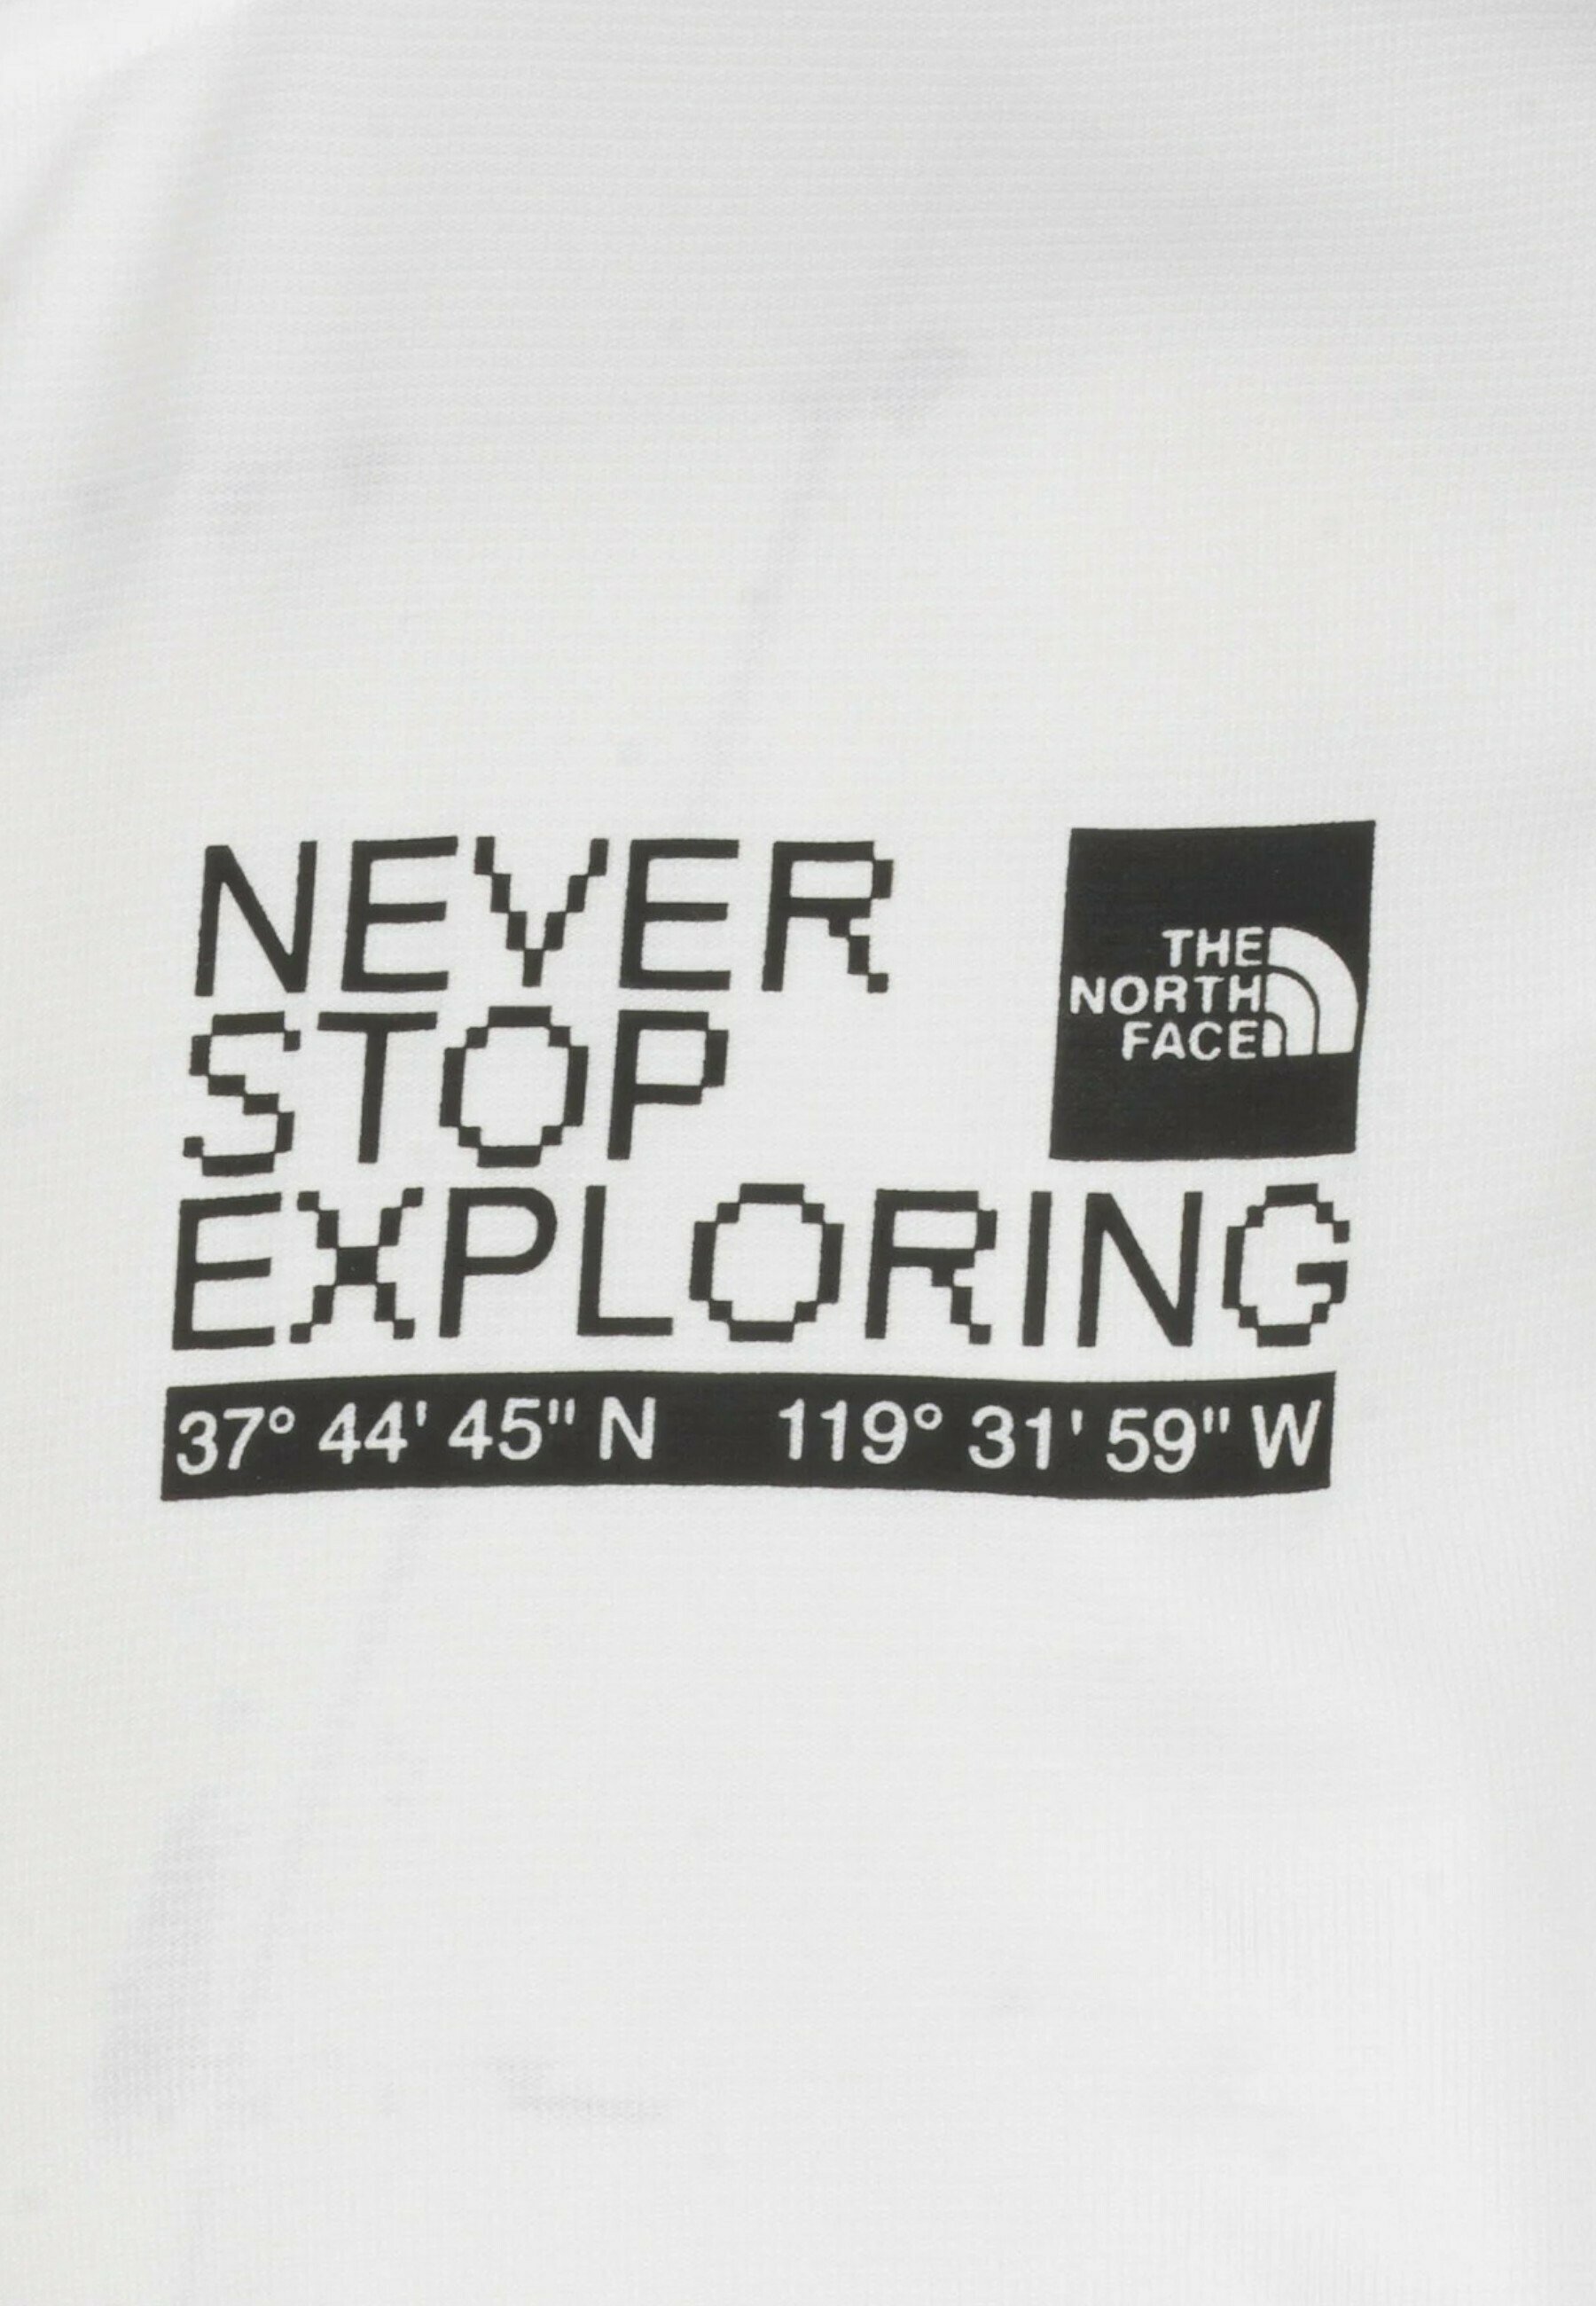 NEVER
STOP
EXPLORING
THE
NORTH
FACE
37° 44' 45" N 119° 31' 59" W